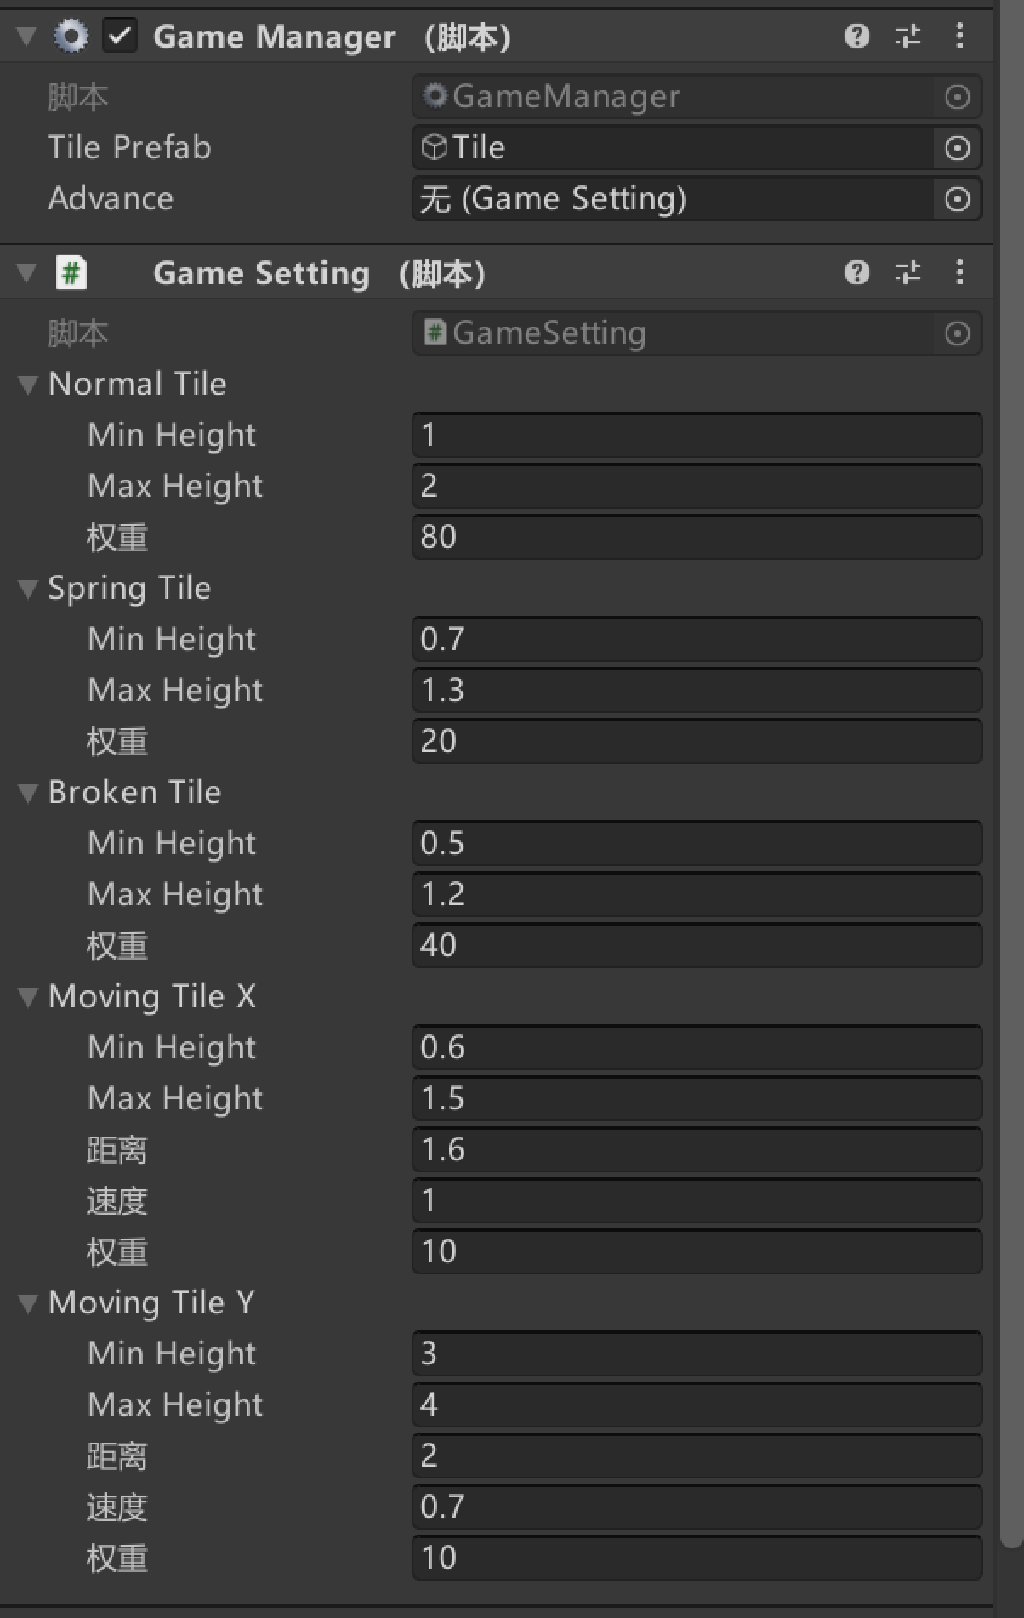 Game Manager （脚本）
脚本 GameManager
Tile Prefab Tile
Advance 无 (Game Setting)
# Game Setting （脚本）
脚本 # GameSetting
Normal Tile
Min Height 1
Max Height 2
权重 80
Spring Tile
Min Height 0.7
Max Height 1.3
权重 20
Broken Tile
Min Height 0.5
Max Height 1.2
权重 40
Moving Tile X
Min Height 0.6
Max Height 1.5
距离 1.6
速度 1
权重 10
Moving Tile Y
Min Height 3
Max Height 4
距离 2
速度 0.7
权重 10